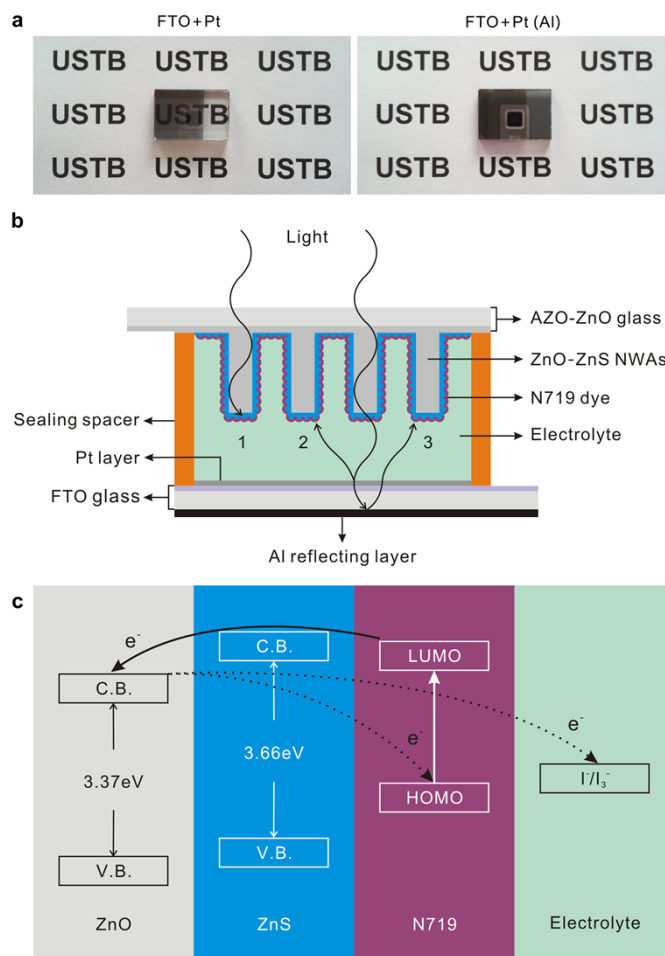 a
FTO+Pt
FTO+Pt (Al)
USTB USTB USTB
USTB USTB USTB
USTB USTB USTB
USTB USTB USTB
USTB USTB
USTB USTB USTB
b
Light
AZO-ZnO glass
ZnO-ZnS NWAs
N719 dye
Electrolyte
Sealing spacer
1 2 3
Pt layer
FTO glass
Al reflecting layer
c
e-
C.B.
LUMO
C.B.
e-
e-
3.66eV
3.37eV
I-/I3-
HOMO
V.B.
V.B.
ZnO
ZnS
N719
Electrolyte